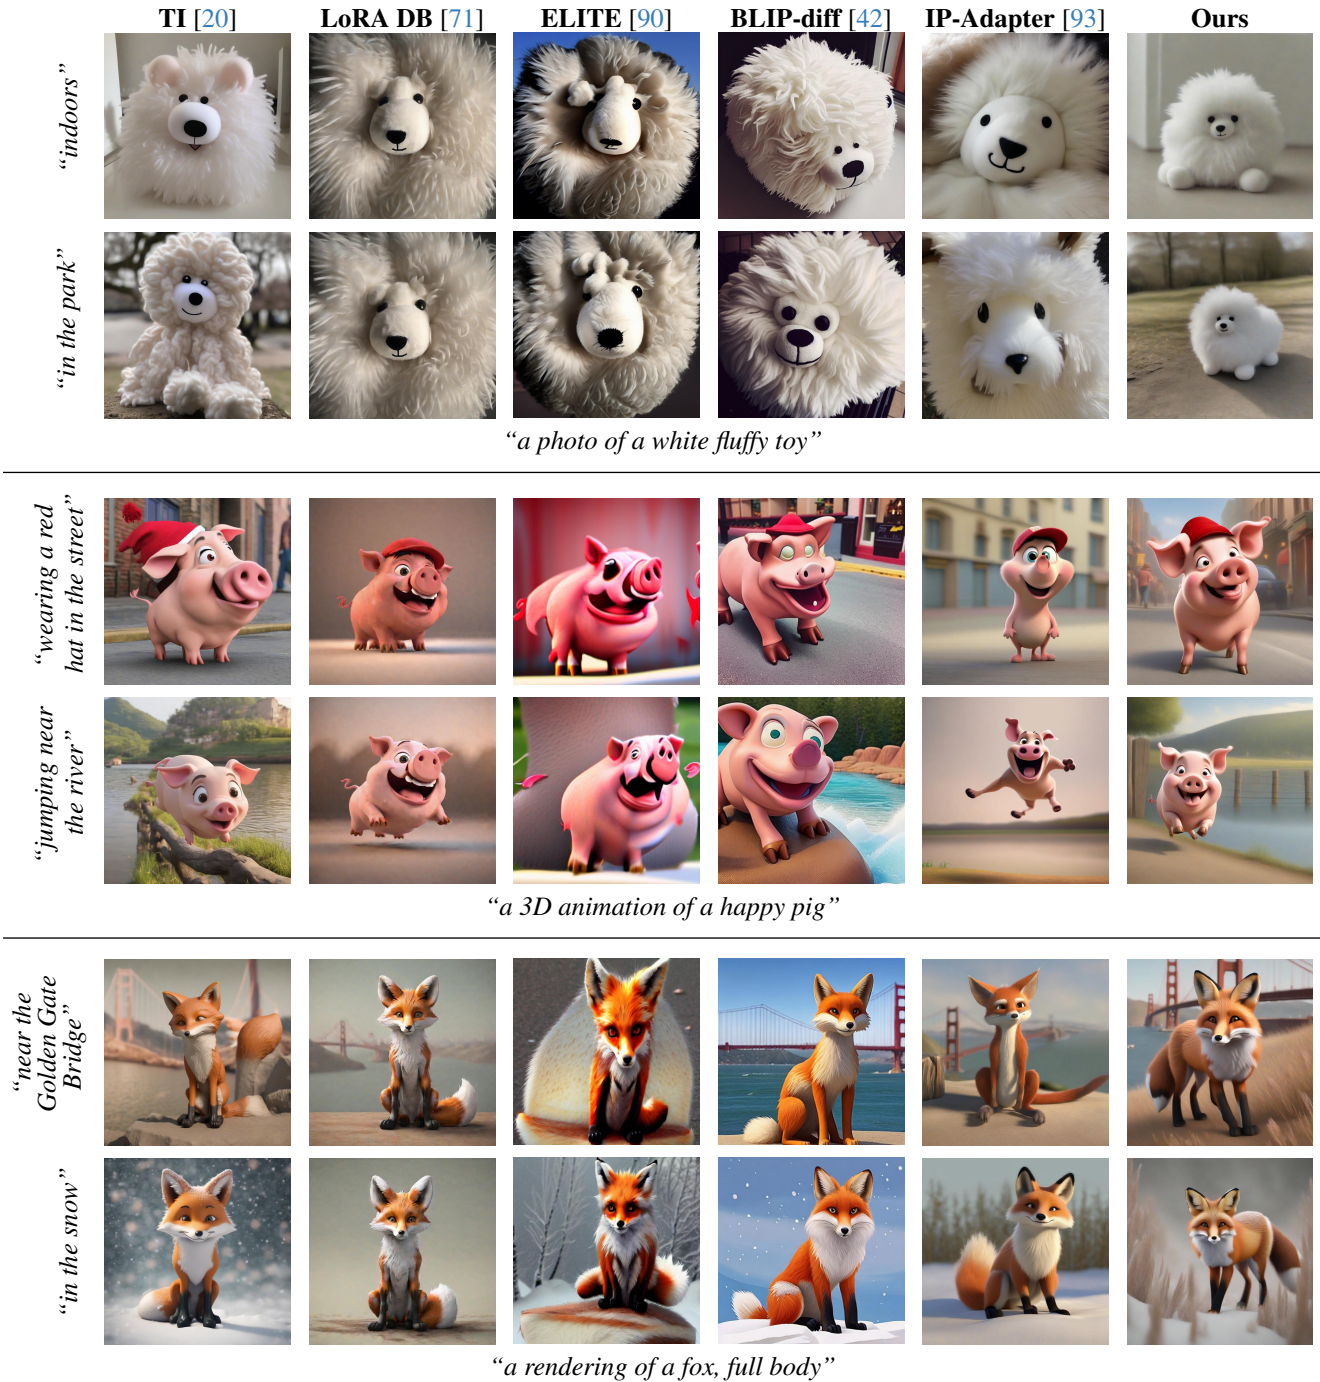 TI [20] LoRA DB [71] ELITE [90] BLIP-diff [42] IP-Adapter [93] Ours
“indoors”
“in the park”
“a photo of a white fluffy toy”
“wearing a red
hat in the street”
“jumping near
the river”
“a 3D animation of a happy pig”
“near the
Golden Gate
Bridge”
“in the snow”
“a rendering of a fox, full body”